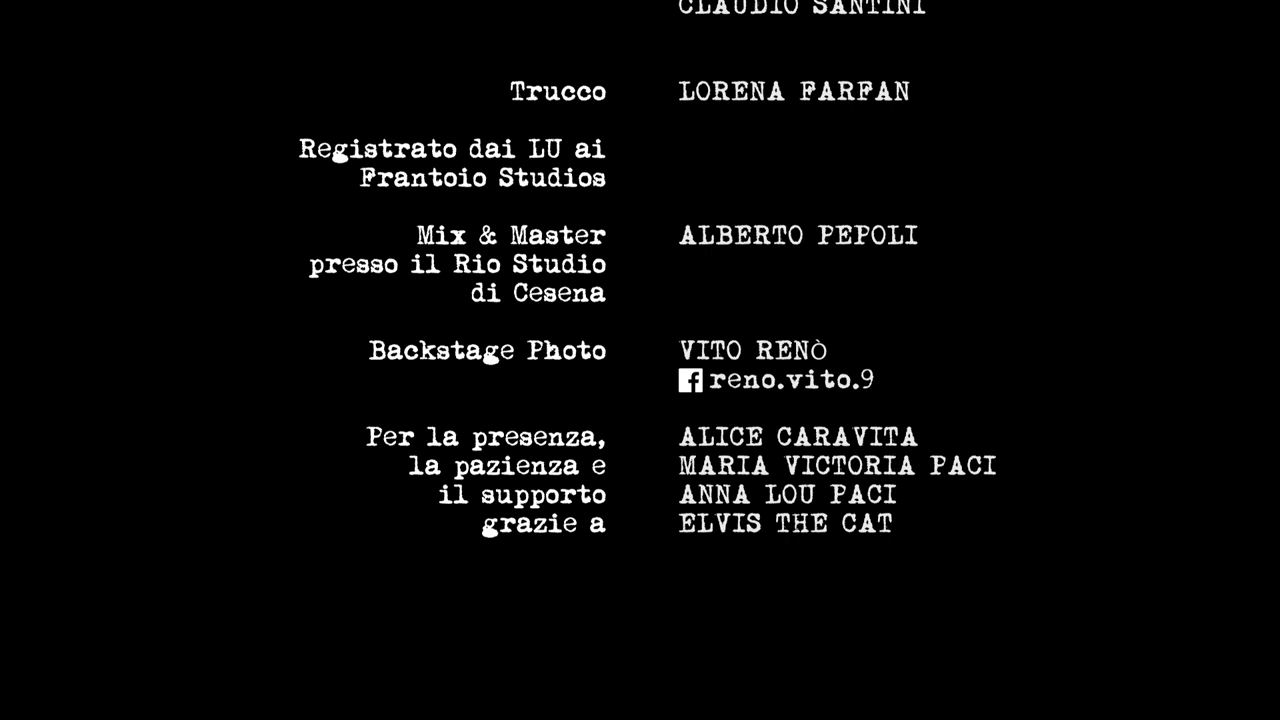 CLAUDIO SANTINI
Trucco LORENA FARFAN
Registrato dai LU ai
Frantoio Studios
Mix & Master ALBERTO PEPOLI
presso il Rio Studio
di Cesena
Backstage Photo VITO RENÒ
reno.vito.9
Per la presenza, ALICE CARAVITA
la pazienza e MARIA VICTORIA PACI
il supporto ANNA LOU PACI
grazie a ELVIS THE CAT